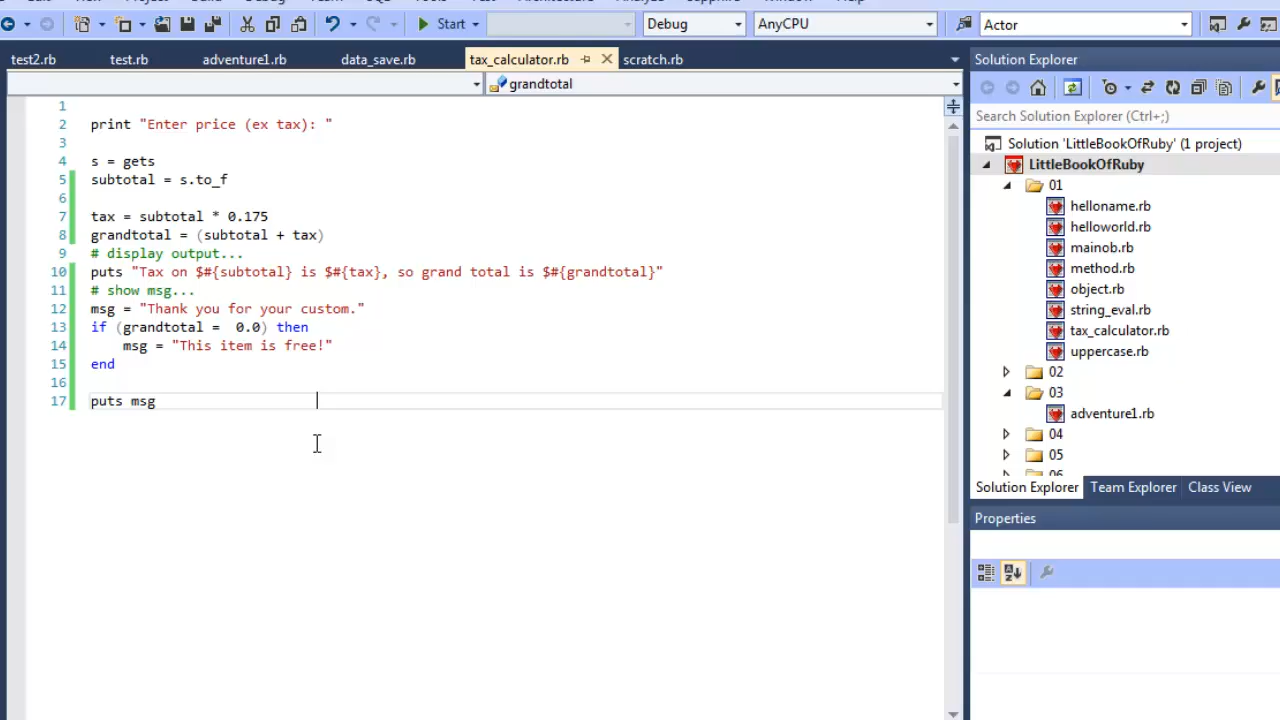 Start
Debug
AnyCPU
Actor
test2.rb test.rb adventure1.rb data_save.rb tax_calculator.rb scratch.rb
grandtotal
1
2 print "Enter price (ex tax): "
3
4 s = gets
5 subtotal = s.to_f
6
7 tax = subtotal * 0.175
8 grandtotal = (subtotal + tax)
9 # display output...
10 puts "Tax on $#{subtotal} is $#{tax}, so grand total is $#{grandtotal}"
11 # show msg...
12 msg = "Thank you for your custom."
13 if (grandtotal =  0.0) then
14     msg = "This item is free!"
15 end
16
17 puts msg
Solution Explorer
Search Solution Explorer (Ctrl+;)
Solution 'LittleBookOfRuby' (1 project)
LittleBookOfRuby
01
helloname.rb
helloworld.rb
mainob.rb
method.rb
object.rb
string_eval.rb
tax_calculator.rb
uppercase.rb
02
03
adventure1.rb
04
05
Solution Explorer Team Explorer Class View
Properties